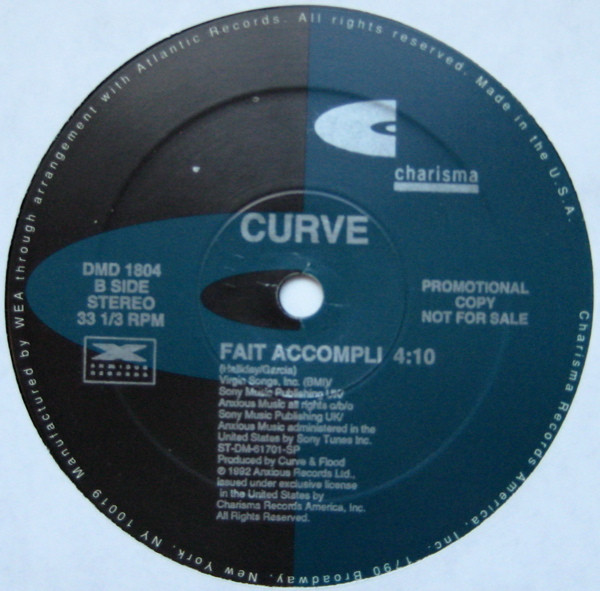 Manufactured by WEA through arrangement with Atlantic Records. All rights reserved. Made in the U.S.A.
charisma
CURVE
DMD 1804
B SIDE
STEREO
33 1/3 RPM
PROMOTIONAL
COPY
NOT FOR SALE
ANXIOUS
RECORDS
FAIT ACCOMPLI 4:10
(Halliday/Garcia)
Virgin Songs, Inc. (BMI)/
Sony Music Publishing UK/
Anxious Music all rights o/b/o
Sony Music Publishing UK/
Anxious Music administered in the
United States by Sony Tunes Inc.
ST-DM-61701-SP
Produced by Curve & Flood
© 1992 Anxious Records Ltd.,
issued under exclusive license
in the United States by
Charisma Records America, Inc.
All Rights Reserved.
Charisma Records America, Inc. 1790 Broadway, New York, NY 10019